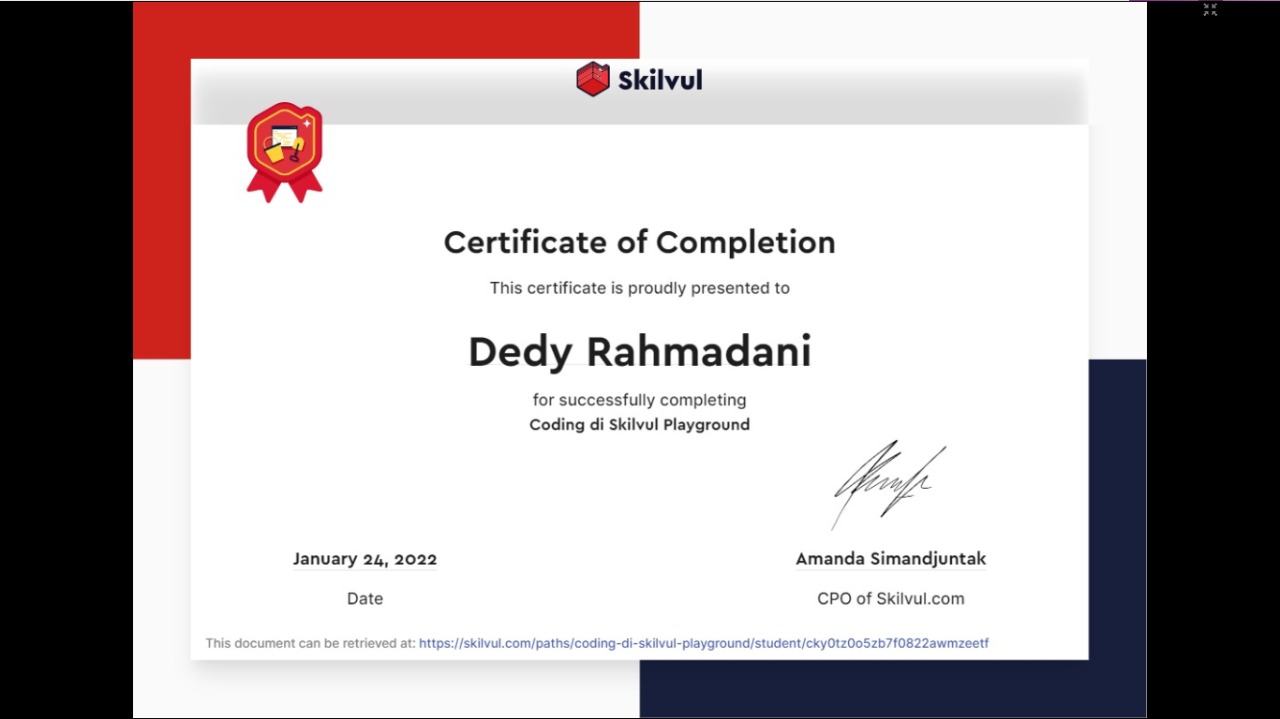 Skilvul
Certificate of Completion
This certificate is proudly presented to
Dedy Rahmadani
for successfully completing
Coding di Skilvul Playground
January 24, 2022
Amanda Simandjuntak
Date
CPO of Skilvul.com
This document can be retrieved at: https://skilvul.com/paths/coding-di-skilvul-playground/student/cky0tz0o5zb7f0822awmzeetf